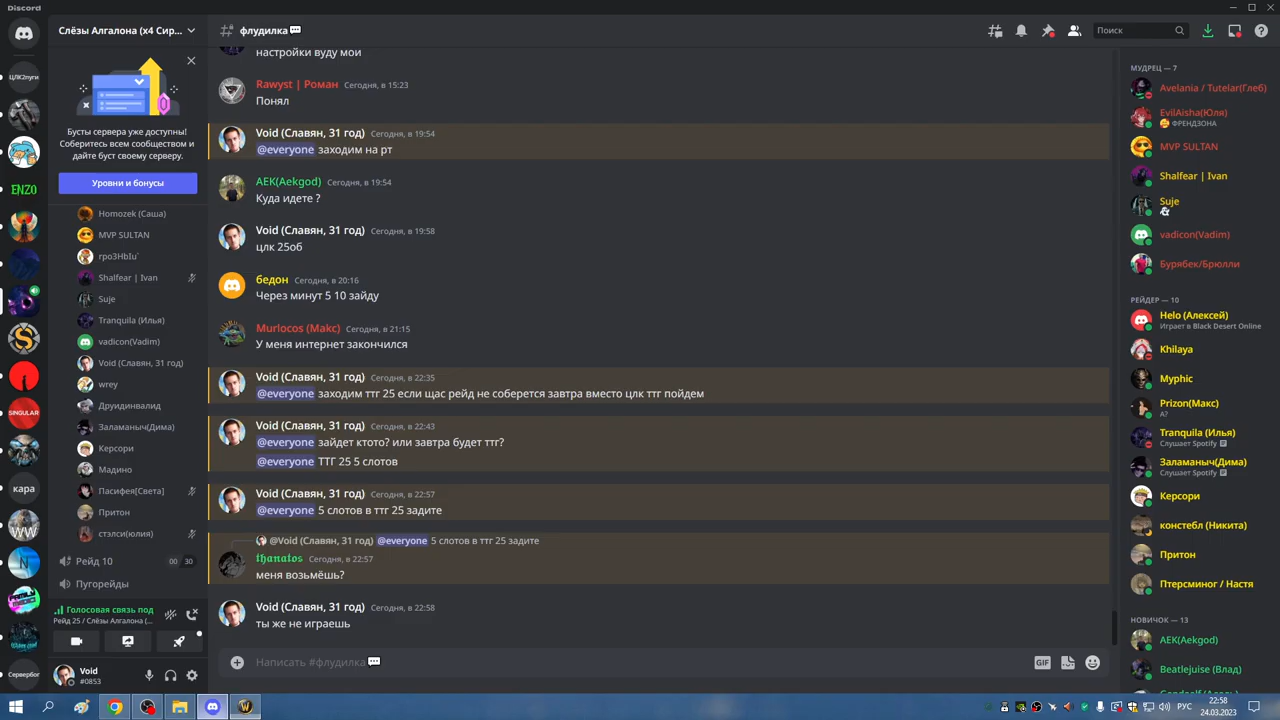 Discord
Слёзы Алгалона (x4 Сир...
флудилка
Поиск
ЦЛК2пуги
ENZO
SINGULAR
кара
WW
N
Сервербог
Бусты сервера уже доступны!
Соберитесь всем сообществом и
дайте буст своему серверу.
Уровни и бонусы
Homozek (Саша)
MVP SULTAN
гро3НbIu`
Shalfear | Ivan
Suje
Tranquila (Илья)
vadicon(Vadim)
Void (Славян, 31 год)
wrey
Друидинвалид
Заламаныч(Дима)
Керсори
Мадино
Пасифея[Света]
Притон
стэлси(юлия)
Рейд 10
00 30
Пугорейды
Голосовая связь под
Рейд 25 / Слёзы Алгалона (...
Void
#0853
настройки вуду мои
Rawyst | Роман Сегодня, в 15:23
Понял
Void (Славян, 31 год) Сегодня, в 19:54
@everyone заходим на рт
AEK(Aekgod) Сегодня, в 19:54
Куда идете ?
Void (Славян, 31 год) Сегодня, в 19:58
цлк 25об
бедон Сегодня, в 20:16
Через минут 5 10 зайду
Murlocos (Макс) Сегодня, в 21:15
У меня интернет закончился
Void (Славян, 31 год) Сегодня, в 22:35
@everyone заходим ттг 25 если щас рейд не соберется завтра вместо цлк ттг пойдем
Void (Славян, 31 год) Сегодня, в 22:43
@everyone зайдет ктото? или завтра будет ттг?
@everyone ТТГ 25 5 слотов
Void (Славян, 31 год) Сегодня, в 22:57
@everyone 5 слотов в ттг 25 задите
@Void (Славян, 31 год) @everyone 5 слотов в ттг 25 задите
𝖙𝖍𝖆𝖓𝖆𝖙𝖔𝖘 Сегодня, в 22:57
меня возьмёшь?
Void (Славян, 31 год) Сегодня, в 22:58
ты же не играешь
Написать #флудилка
GIF
МУДРЕЦ — 7
Avelania / Tutelar(Глеб)
EvilAisha(Юля)
ФРЕНДЗОНА
MVP SULTAN
Shalfear | Ivan
Suje
&
vadicon(Vadim)
Бурябек/Брюлли
РЕЙДЕР — 10
Helo (Алексей)
Играет в Black Desert Online
Khilaya
Myphic
Prizon(Макс)
А?
Tranquila (Илья)
Слушает Spotify
Заламаныч(Дима)
Слушает Spotify
Керсори
констебл (Никита)
Притон
Птерсминог / Настя
НОВИЧОК — 13
AEK(Aekgod)
Beatlejuise (Влад)
РУС
22:58
24.03.2023